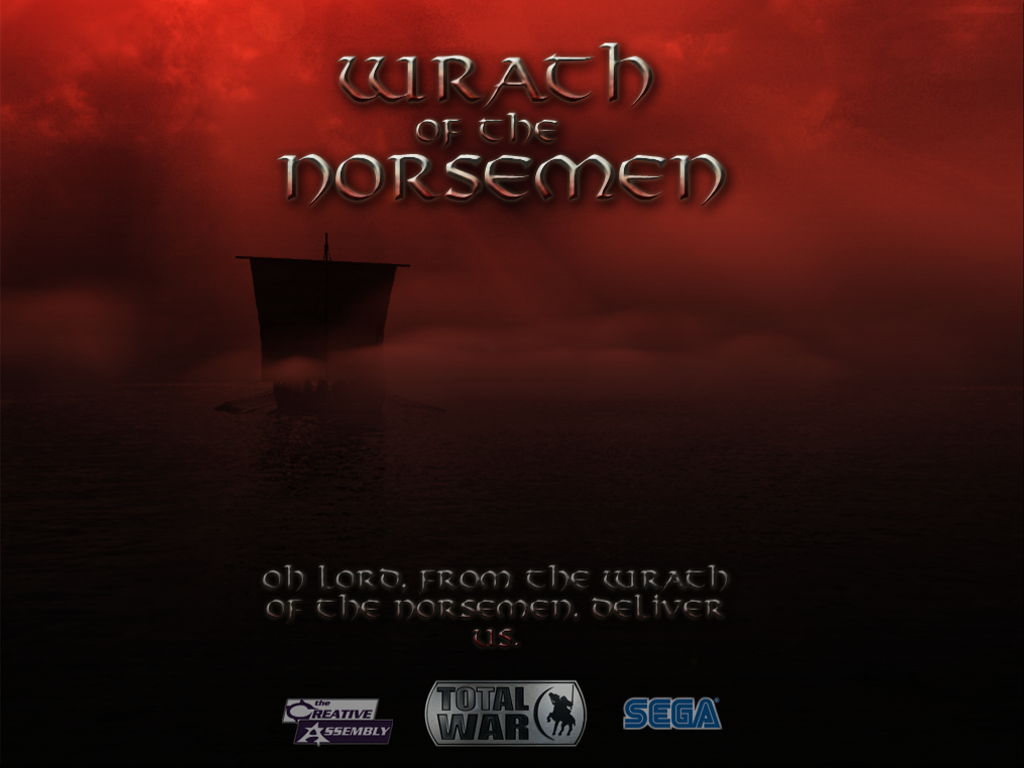 WRATH
OF THE
NORSEMEN
OH LORD, FROM THE WRATH
OF THE NORSEMEN, DELIVER
US.
the
CREATIVE
ASSEMBLY
TOTAL
WAR
SEGA®